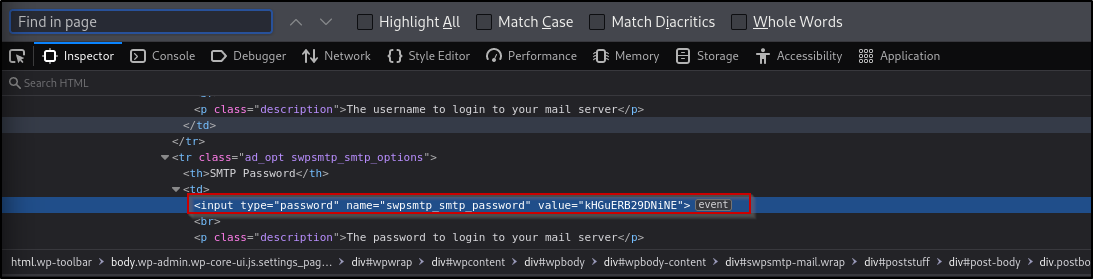 Find in page Highlight All Match Case Match Diacritics Whole Words
Inspector Console Debugger Network Style Editor Performance Memory Storage Accessibility Application
Search HTML
<p class="description">The username to login to your mail server</p>
</td>
</tr>
<tr class="ad_opt swpsmtp_smtp_options">
<th>SMTP Password</th>
<td>
<input type="password" name="swpsmtp_smtp_password" value="kHGuERB29DNiNE"> event
<br>
<p class="description">The password to login to your mail server</p>
html.wp-toolbar body.wp-admin.wp-core-ui.js.settings_pag… div#wpwrap div#wpcontent div#wpbody div#wpbody-content div#swpsmtp-mail.wrap div#poststuff div#post-body div.postbo